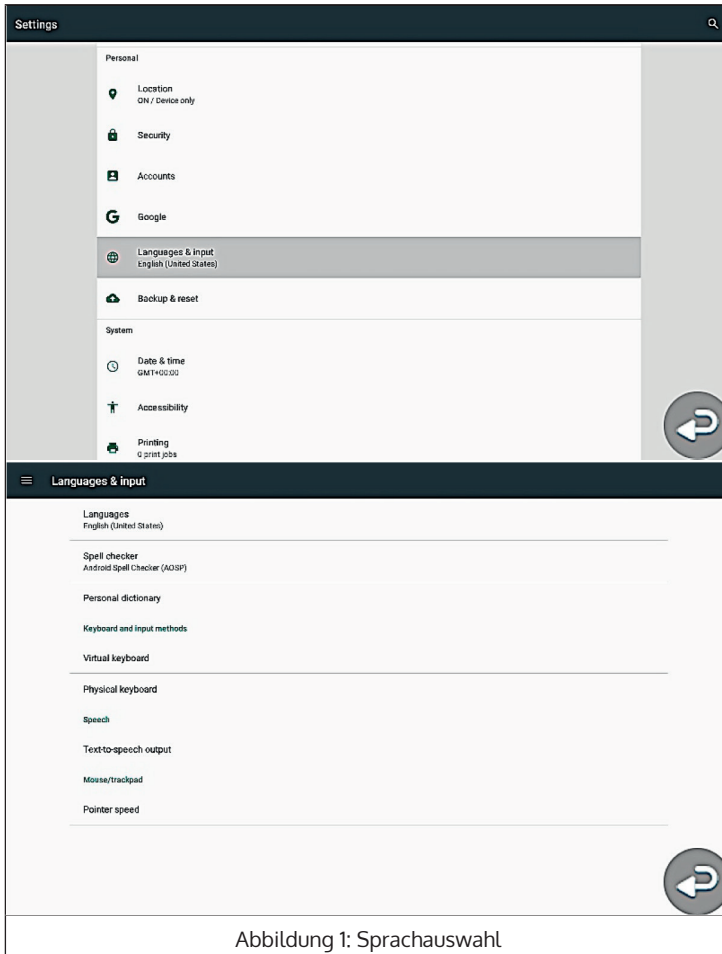 Settings
Personal
Location
ON / Device only
Security
Accounts
Google
Languages & input
English (United States)
Backup & reset
System
Date & time
GMT+00:00
Accessibility
Printing
0 print jobs
Languages & input
Languages
English (United States)
Spell checker
Android Spell Checker (AOSP)
Personal dictionary
Keyboard and input methods
Virtual keyboard
Physical keyboard
Speech
Text-to-speech output
Mouse/trackpad
Pointer speed
Abbildung 1: Sprachauswahl